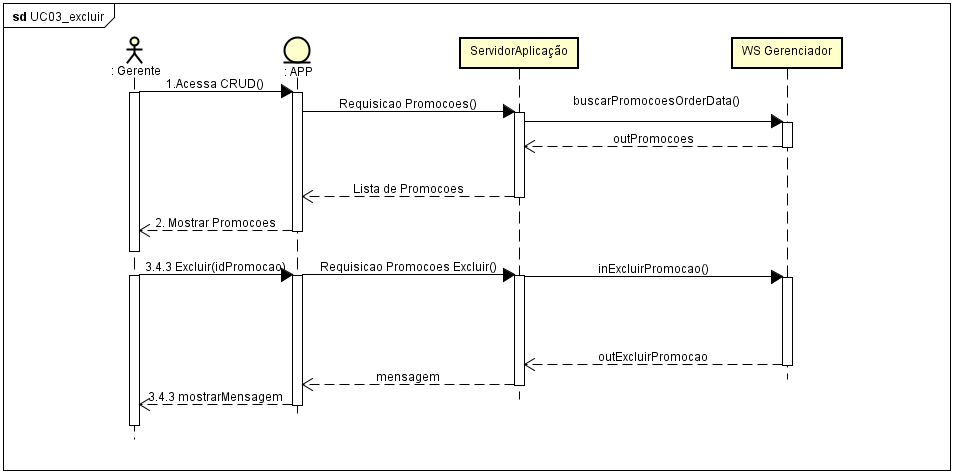 sd UC03_excluir
: Gerente
: APP
ServidorAplicação
WS Gerenciador
1.Acessa CRUD()
Requisicao Promocoes()
buscarPromocoesOrderData()
outPromocoes
Lista de Promocoes
2. Mostrar Promocoes
3.4.3 Excluir(idPromocao)
Requisicao Promocoes Excluir()
inExcluirPromocao()
outExcluirPromocao
mensagem
3.4.3 mostrarMensagem